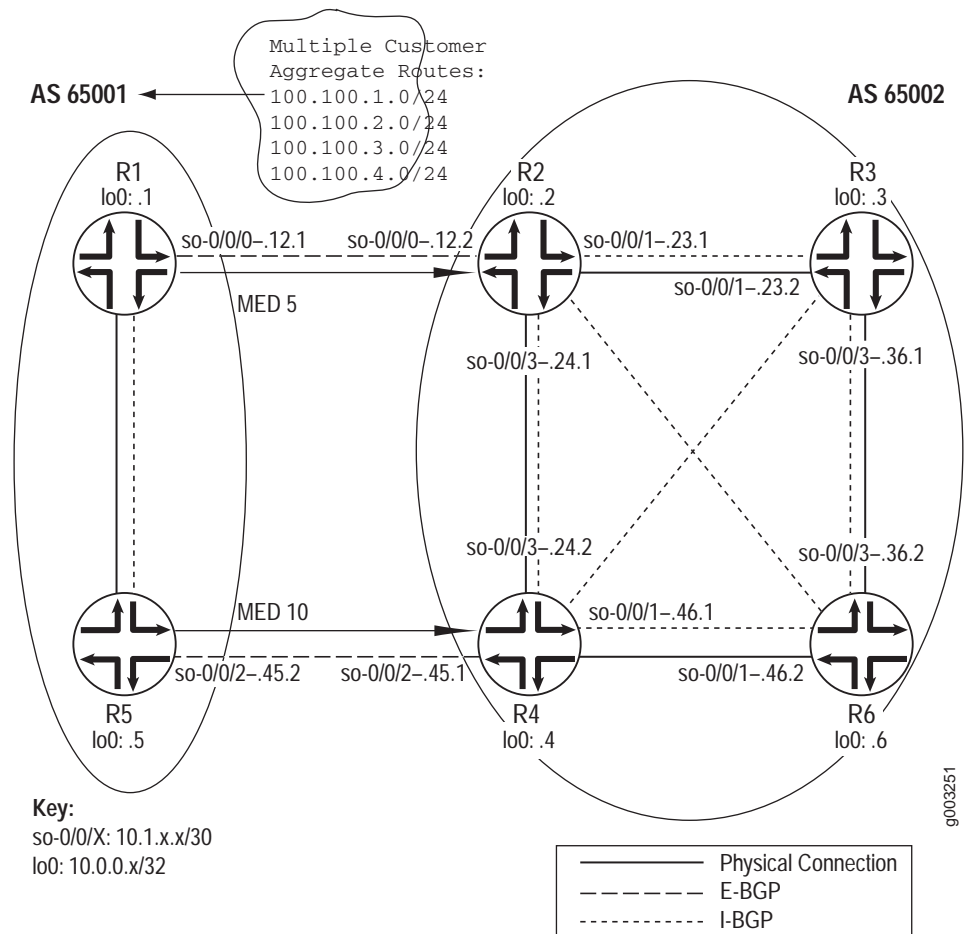 Multiple Customer
Aggregate Routes:
100.100.1.0/24
100.100.2.0/24
100.100.3.0/24
100.100.4.0/24
AS 65001
AS 65002
R1
lo0: .1
R2
lo0: .2
R3
lo0: .3
so-0/0/0–.12.1
so-0/0/0–.12.2
so-0/0/1–.23.1
MED 5
so-0/0/1–.23.2
so-0/0/3–.24.1
so-0/0/3–.36.1
so-0/0/3–.24.2
so-0/0/3–.36.2
MED 10
so-0/0/1–.46.1
so-0/0/2–.45.2
so-0/0/2–.45.1
so-0/0/1–.46.2
R5
lo0: .5
R4
lo0: .4
R6
lo0: .6
Key:
so-0/0/X: 10.1.x.x/30
lo0: 10.0.0.x/32
g003251
Physical Connection
E-BGP
I-BGP